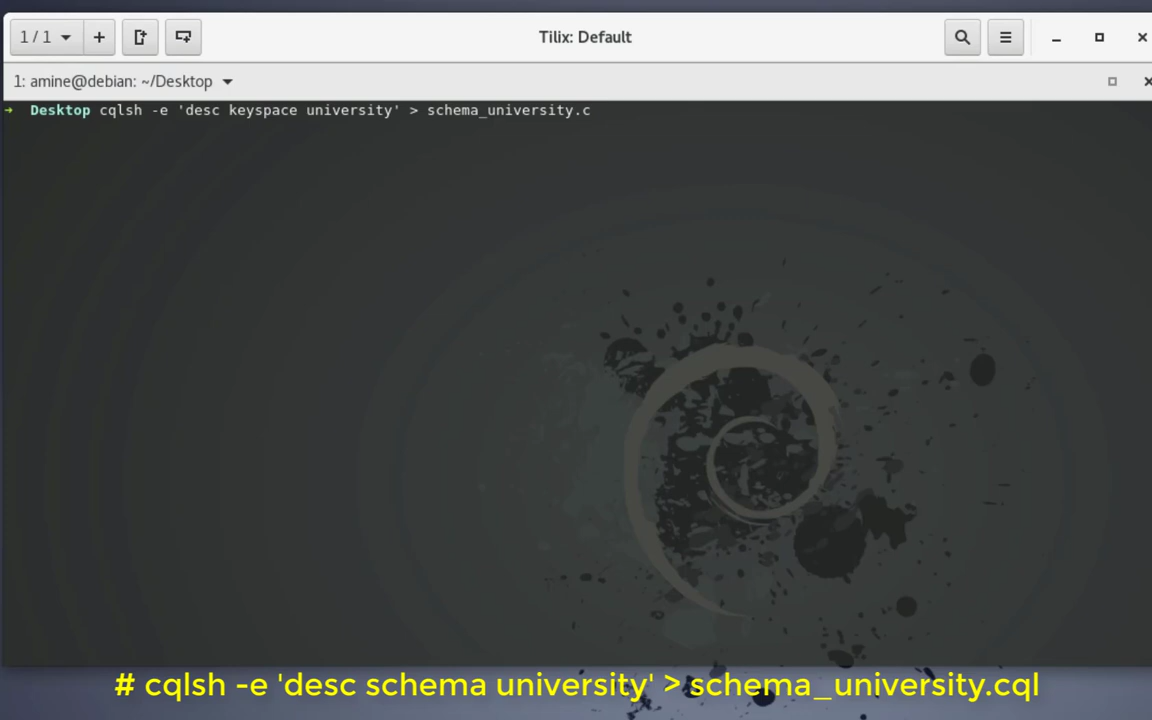 1 / 1
Tilix: Default
1: amine@debian: ~/Desktop
➜ Desktop cqlsh -e 'desc keyspace university' > schema_university.c
# cqlsh -e 'desc schema university' > schema_university.cql